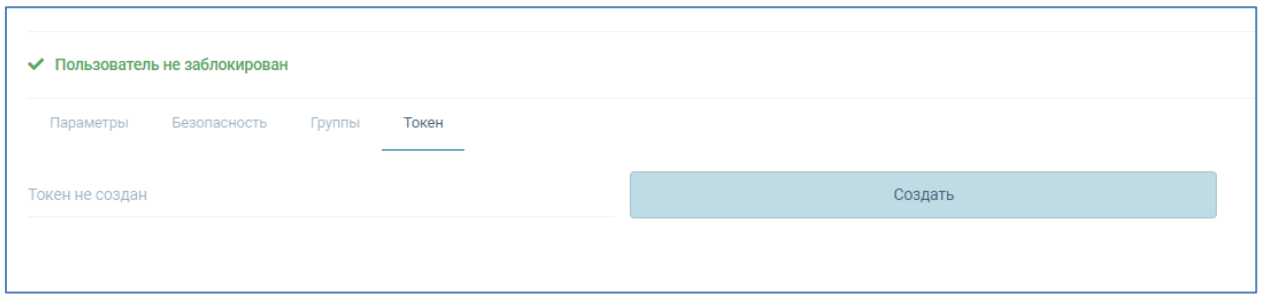 Пользователь не заблокирован
Параметры Безопасность Группы Токен
Токен не создан Создать